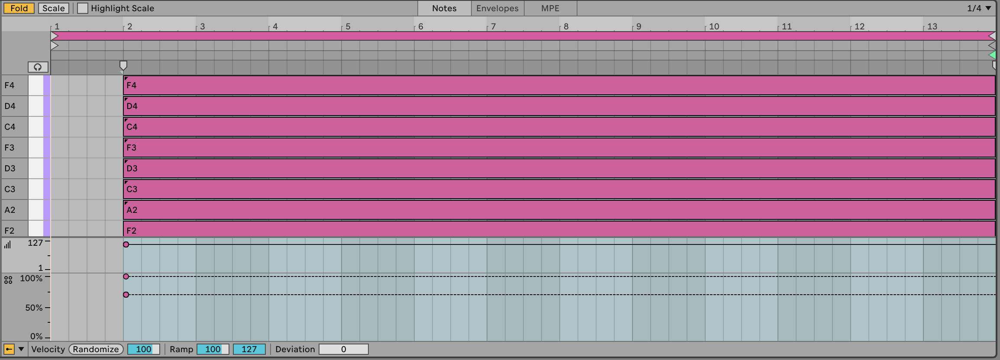 Fold Scale Highlight Scale Notes Envelopes MPE 1/4
1 2 3 4 5 6 7 8 9 10 11 12 13
F4 F4
D4 D4
C4 C4
F3 F3
D3 D3
C3 C3
A2 A2
F2 F2
127
1
100%
50%
0%
Velocity Randomize 100 Ramp 100 127 Deviation 0